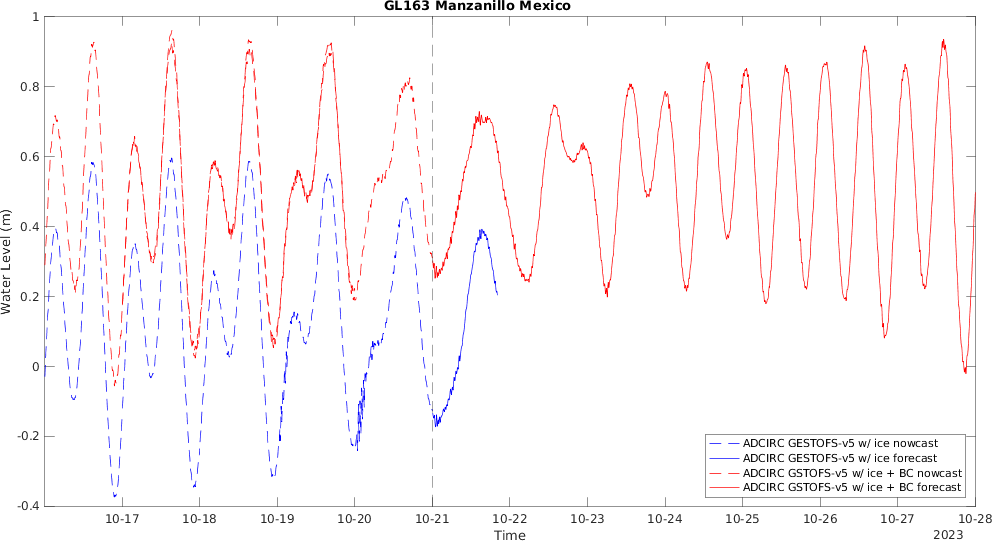 GL163 Manzanillo Mexico
Water Level (m)
1
0.8
0.6
0.4
0.2
0
-0.2
-0.4
ADCIRC GESTOFS-v5 w/ ice nowcast
ADCIRC GESTOFS-v5 w/ ice forecast
ADCIRC GSTOFS-v5 w/ ice + BC nowcast
ADCIRC GSTOFS-v5 w/ ice + BC forecast
10-17 10-18 10-19 10-20 10-21 10-22 10-23 10-24 10-25 10-26 10-27 10-28
Time
2023